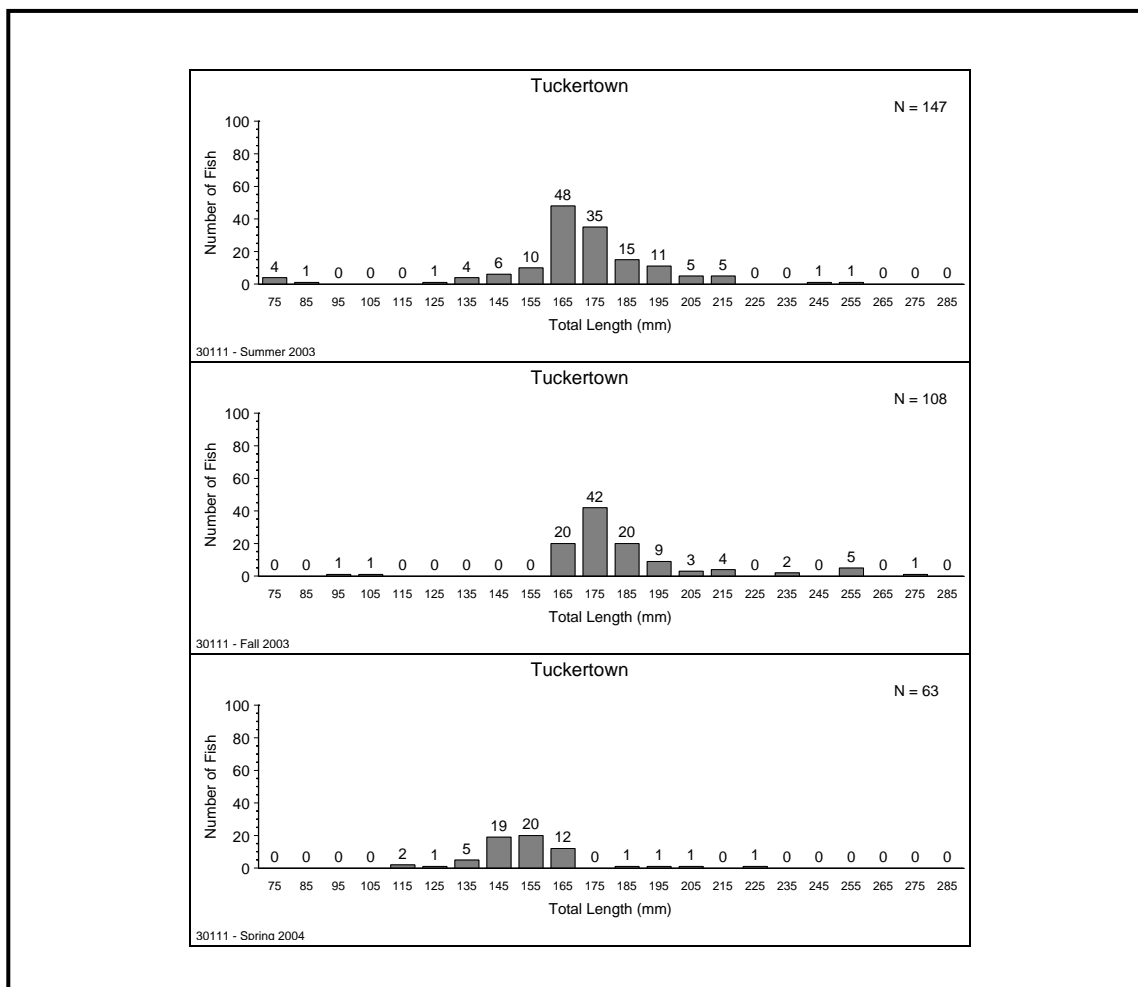 Tuckertown
N = 147
100
80
60
40
20
0
Number of Fish
4 1 0 0 0 1 4 6 10 48 35 15 11 5 5 0 0 1 1 0 0 0
75 85 95 105 115 125 135 145 155 165 175 185 195 205 215 225 235 245 255 265 275 285
Total Length (mm)
30111 - Summer 2003
Tuckertown
N = 108
100
80
60
40
20
0
Number of Fish
0 0 1 1 0 0 0 0 0 20 42 20 9 3 4 0 2 0 5 0 1 0
75 85 95 105 115 125 135 145 155 165 175 185 195 205 215 225 235 245 255 265 275 285
Total Length (mm)
30111 - Fall 2003
Tuckertown
N = 63
100
80
60
40
20
0
Number of Fish
0 0 0 0 2 1 5 19 20 12 0 1 1 1 0 1 0 0 0 0 0 0
75 85 95 105 115 125 135 145 155 165 175 185 195 205 215 225 235 245 255 265 275 285
Total Length (mm)
30111 - Spring 2004